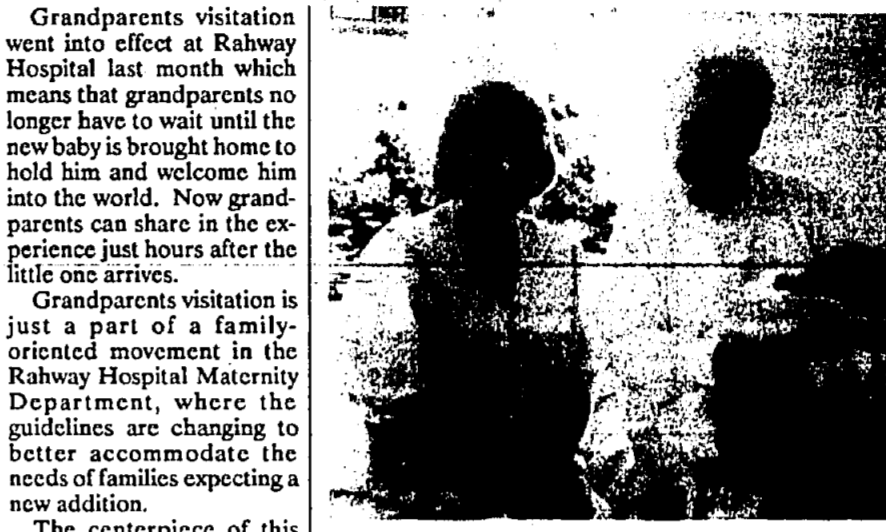 Grandparents visitation
went into effect at Rahway
Hospital last month which
means that grandparents no
longer have to wait until the
new baby is brought home to
hold him and welcome him
into the world. Now grand-
parents can share in the ex-
perience just hours after the
little one arrives.
Grandparents visitation is
just a part of a family-
oriented movement in the
Rahway Hospital Maternity
Department, where the
guidelines are changing to
better accommodate the
needs of families expecting a
new addition.
The centerpiece of this